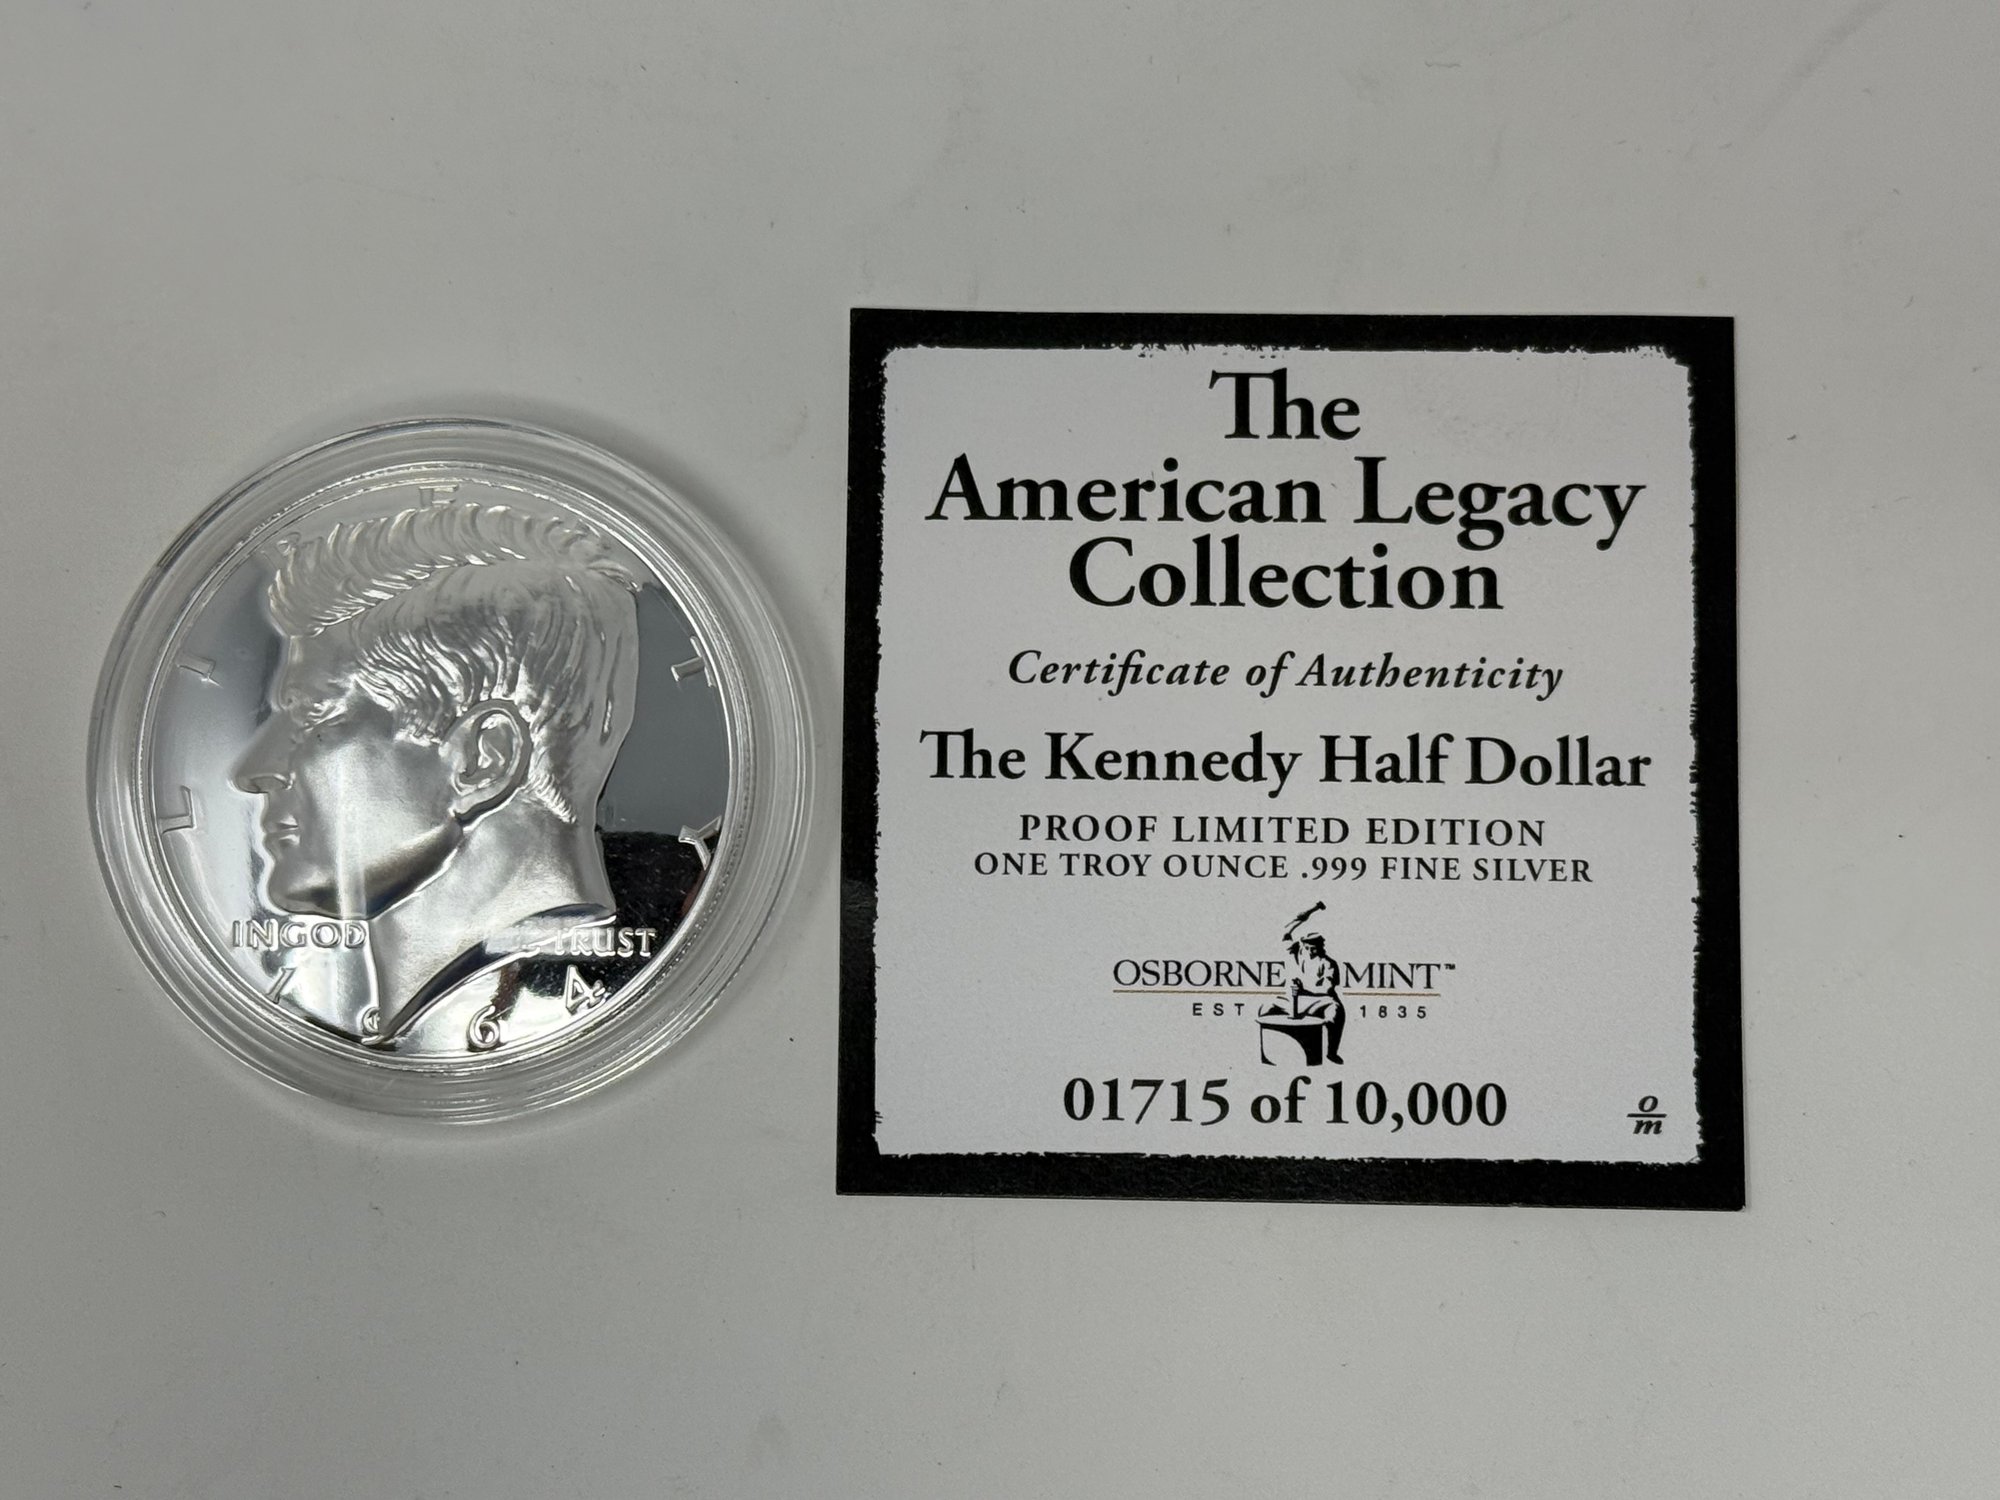 LIBERTY
IN GOD WE TRUST
1964
The
American Legacy
Collection
Certificate of Authenticity
The Kennedy Half Dollar
PROOF LIMITED EDITION
ONE TROY OUNCE .999 FINE SILVER
OSBORNE MINT™
EST 1835
01715 of 10,000
o
m